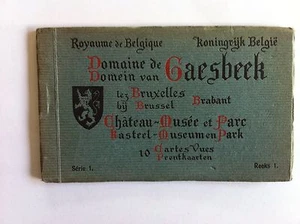 Royaume de Belgique Koningrijk België
Domaine de
Domein van Gaesbeek
lez Bruxelles
bij Brussel Brabant
Château-Musée et Parc
Kasteel-Museum en Park
10 Cartes Vues
Prentkaarten
Série 1. Reeks 1.